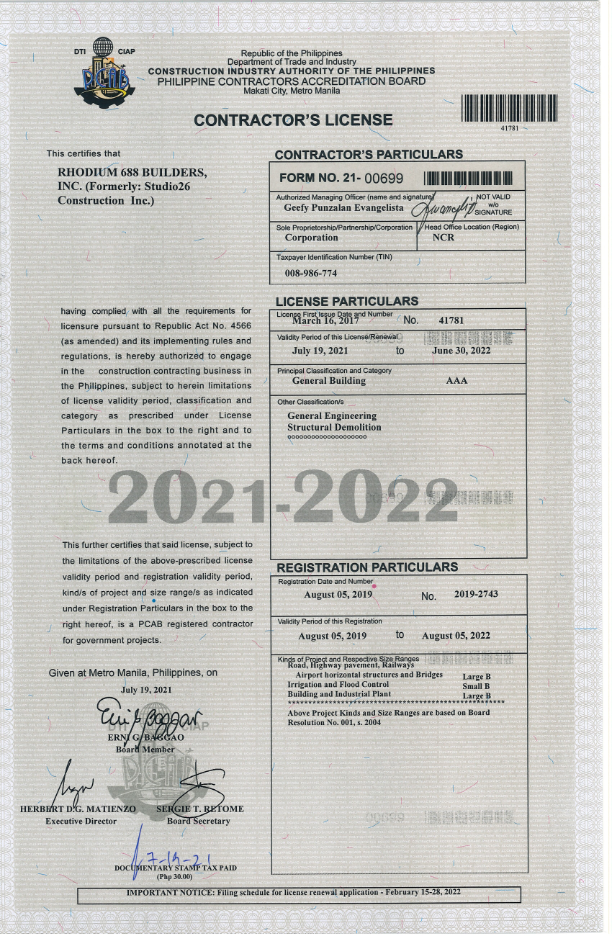 DTI CIAP
PCAB
Republic of the Philippines
Department of Trade and Industry
CONSTRUCTION INDUSTRY AUTHORITY OF THE PHILIPPINES
PHILIPPINE CONTRACTORS ACCREDITATION BOARD
Makati City, Metro Manila
CONTRACTOR'S LICENSE
41781
This certifies that
RHODIUM 688 BUILDERS,
INC. (Formerly: Studio26
Construction Inc.)
having complied with all the requirements for
licensure pursuant to Republic Act No. 4566
(as amended) and its implementing rules and
regulations, is hereby authorized to engage
in the construction contracting business in
the Philippines, subject to herein limitations
of license validity period, classification and
category as prescribed under License
Particulars in the box to the right and to
the terms and conditions annotated at the
back hereof.
CONTRACTOR'S PARTICULARS
FORM NO. 21- 00699
Authorized Managing Officer (name and signature)
Geefy Punzalan Evangelista
NOT VALID
w/o
SIGNATURE
Sole Proprietorship/Partnership/Corporation Head Office Location (Region)
Corporation NCR
Taxpayer Identification Number (TIN)
008-986-774
LICENSE PARTICULARS
License First Issue Date and Number
March 16, 2017 No. 41781
Validity Period of this License/Renewal
July 19, 2021 to June 30, 2022
Principal Classification and Category
General Building AAA
Other Classification/s
General Engineering
Structural Demolition
2021-2022
This further certifies that said license, subject to
the limitations of the above-prescribed license
validity period and registration validity period,
kind/s of project and size range/s as indicated
under Registration Particulars in the box to the
right hereof, is a PCAB registered contractor
for government projects.
REGISTRATION PARTICULARS
Registration Date and Number
August 05, 2019 No. 2019-2743
Validity Period of this Registration
August 05, 2019 to August 05, 2022
Kinds of Project and Respective Size Ranges
Road, Highway pavement, Railways
Airport horizontal structures and Bridges Large B
Irrigation and Flood Control Small B
Building and Industrial Plant Large B
Above Project Kinds and Size Ranges are based on Board
Resolution No. 001, s. 2004
Given at Metro Manila, Philippines, on
July 19, 2021
DTI CIAP
ERNI G. BAGGAO
Board Member
HERBERT D.G. MATIENZO SERGIE T. RETOME
Executive Director Board Secretary
7-19-21
DOCUMENTARY STAMP TAX PAID
(Php 30.00)
IMPORTANT NOTICE: Filing schedule for license renewal application - February 15-28, 2022